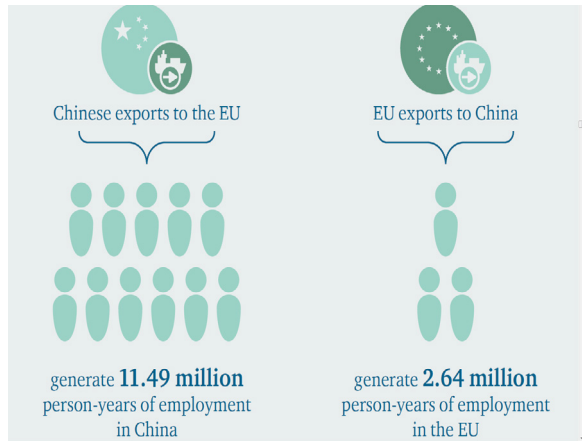 Chinese exports to the EU
EU exports to China
generate 11.49 million
person-years of employment
in China
generate 2.64 million
person-years of employment
in the EU